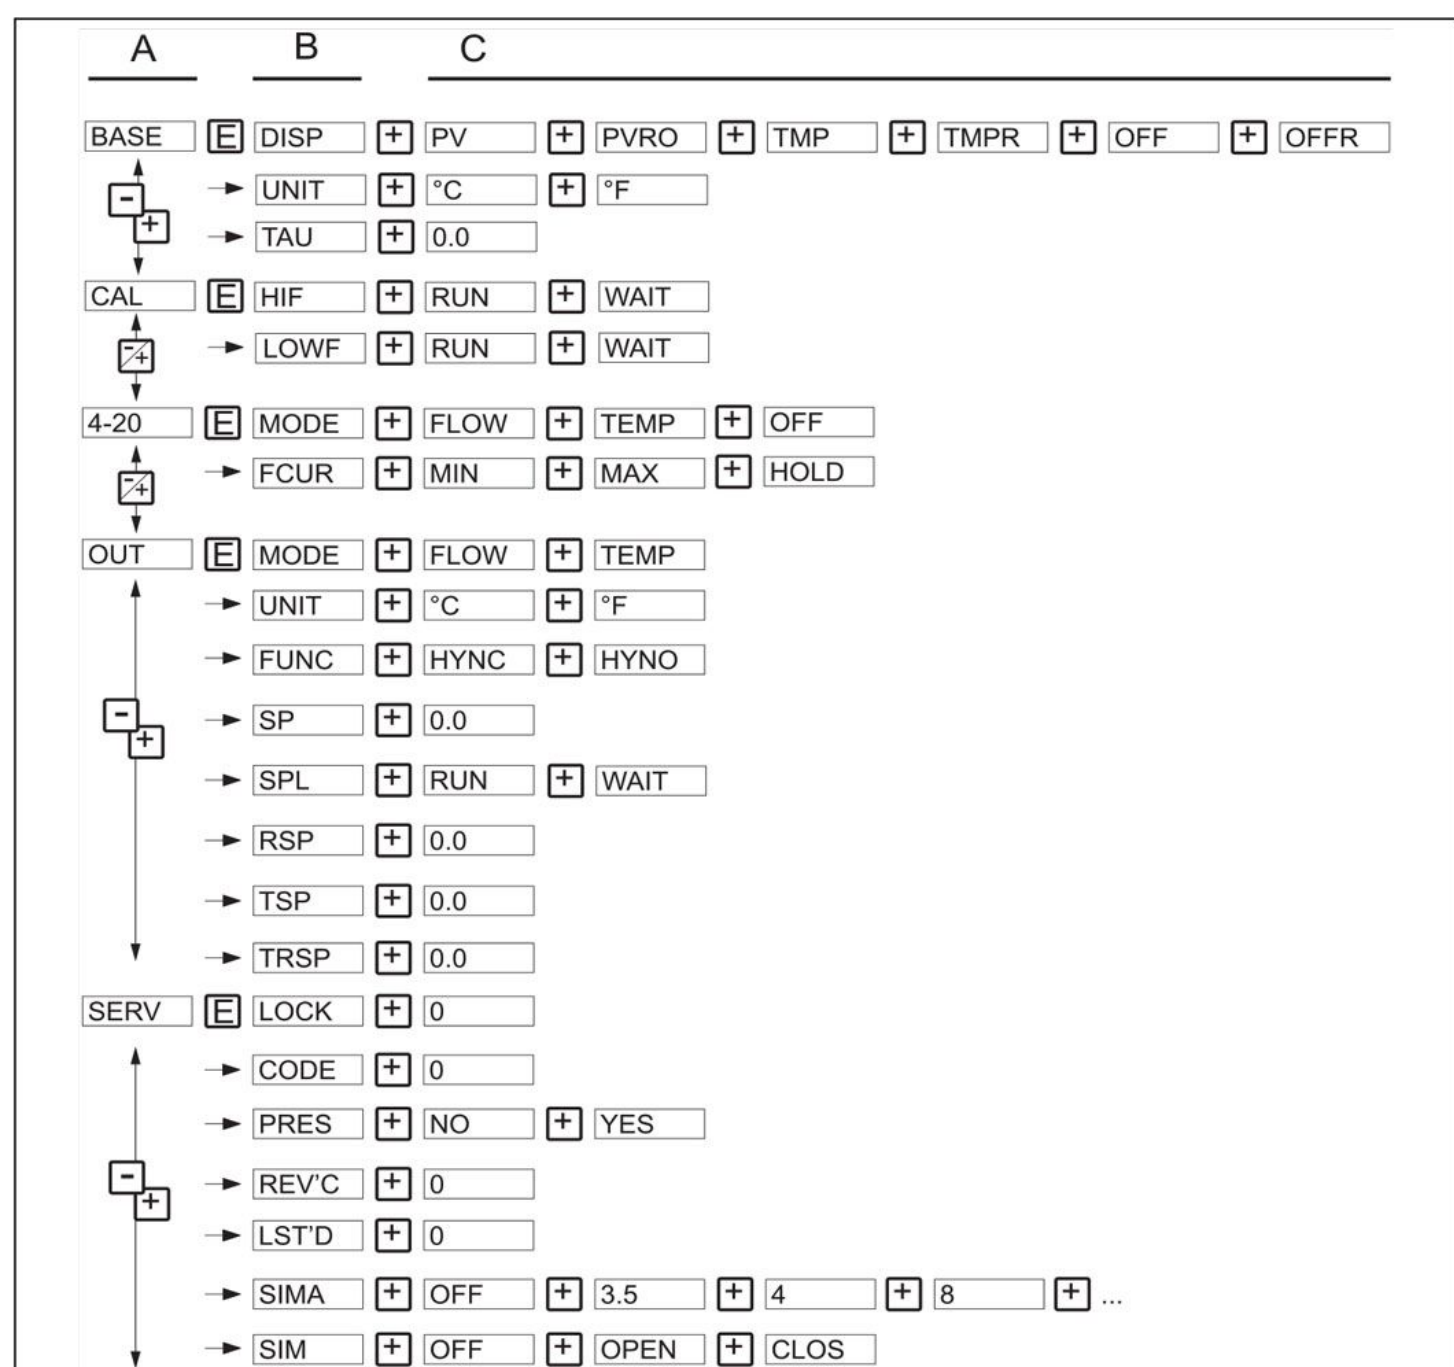 A B C
BASE E DISP + PV + PVRO + TMP + TMPR + OFF + OFFR
- UNIT + °C + °F
+ TAU + 0.0
CAL E HIF + RUN + WAIT
-/+ LOWF + RUN + WAIT
4-20 E MODE + FLOW + TEMP + OFF
-/+ FCUR + MIN + MAX + HOLD
OUT E MODE + FLOW + TEMP
UNIT + °C + °F
FUNC + HYNC + HYNO
- SP + 0.0
+
SPL + RUN + WAIT
RSP + 0.0
TSP + 0.0
TRSP + 0.0
SERV E LOCK + 0
CODE + 0
PRES + NO + YES
- REV’C + 0
+
LST’D + 0
SIMA + OFF + 3.5 + 4 + 8 + ...
SIM + OFF + OPEN + CLOS